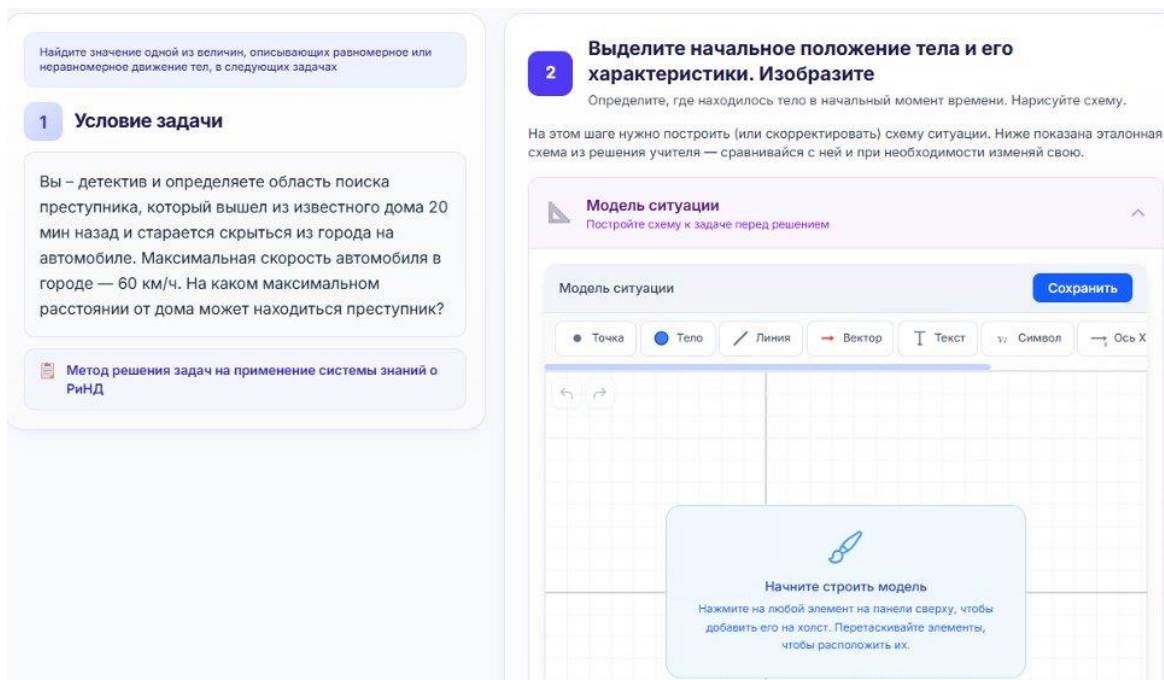 Найдите значение одной из величин, описывающих равномерное или
неравномерное движение тел, в следующих задачах
1 Условие задачи
Вы – детектив и определяете область поиска
преступника, который вышел из известного дома 20
мин назад и старается скрыться из города на
автомобиле. Максимальная скорость автомобиля в
городе — 60 км/ч. На каком максимальном
расстоянии от дома может находиться преступник?
Метод решения задач на применение системы знаний о
РиНД
2 Выделите начальное положение тела и его
характеристики. Изобразите
Определите, где находилось тело в начальный момент времени. Нарисуйте схему.
На этом шаге нужно построить (или скорректировать) схему ситуации. Ниже показана эталонная
схема из решения учителя — сравнивайся с ней и при необходимости изменяй свою.
Модель ситуации
Постройте схему к задаче перед решением
Модель ситуации Сохранить
Точка Тело Линия Вектор Текст Символ Ось X
Начните строить модель
Нажмите на любой элемент на панели сверху, чтобы
добавить его на холст. Перетаскивайте элементы,
чтобы расположить их.